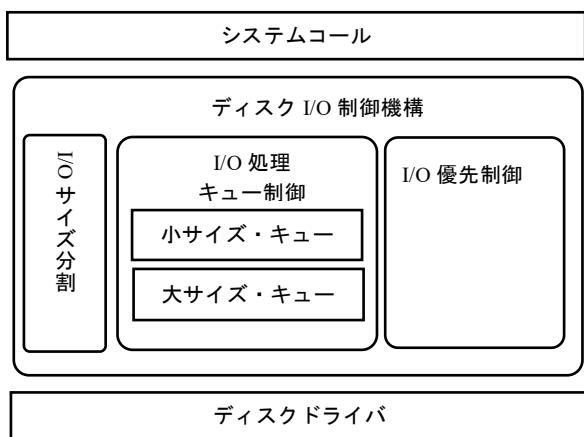 システムコール
ディスク I/O 制御機構
I/O サイズ分割
I/O 処理
キュー制御
小サイズ・キュー
大サイズ・キュー
I/O 優先制御
ディスクドライバ